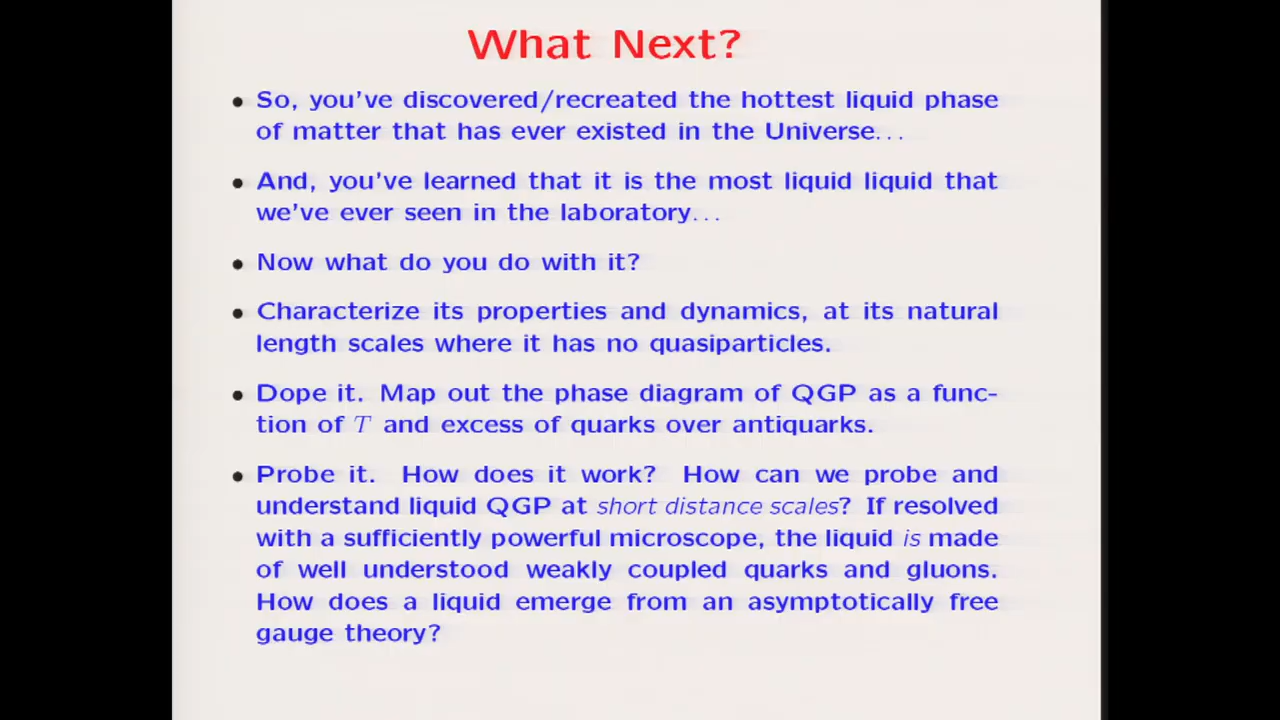 What Next?
• So, you've discovered/recreated the hottest liquid phase
of matter that has ever existed in the Universe...
• And, you've learned that it is the most liquid liquid that
we've ever seen in the laboratory...
• Now what do you do with it?
• Characterize its properties and dynamics, at its natural
length scales where it has no quasiparticles.
• Dope it. Map out the phase diagram of QGP as a func-
tion of T and excess of quarks over antiquarks.
• Probe it. How does it work? How can we probe and
understand liquid QGP at short distance scales? If resolved
with a sufficiently powerful microscope, the liquid is made
of well understood weakly coupled quarks and gluons.
How does a liquid emerge from an asymptotically free
gauge theory?